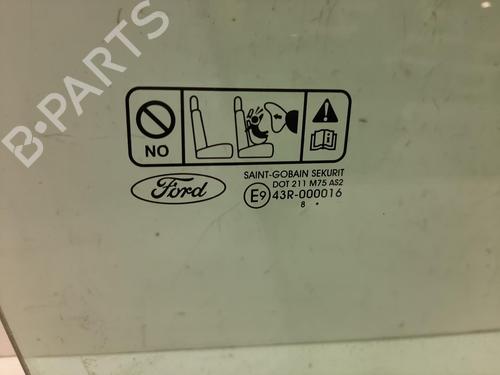 B-PARTS
NO
Ford
SAINT-GOBAIN SEKURIT
DOT 211 M75 AS2
E9 43R-000016
8 .